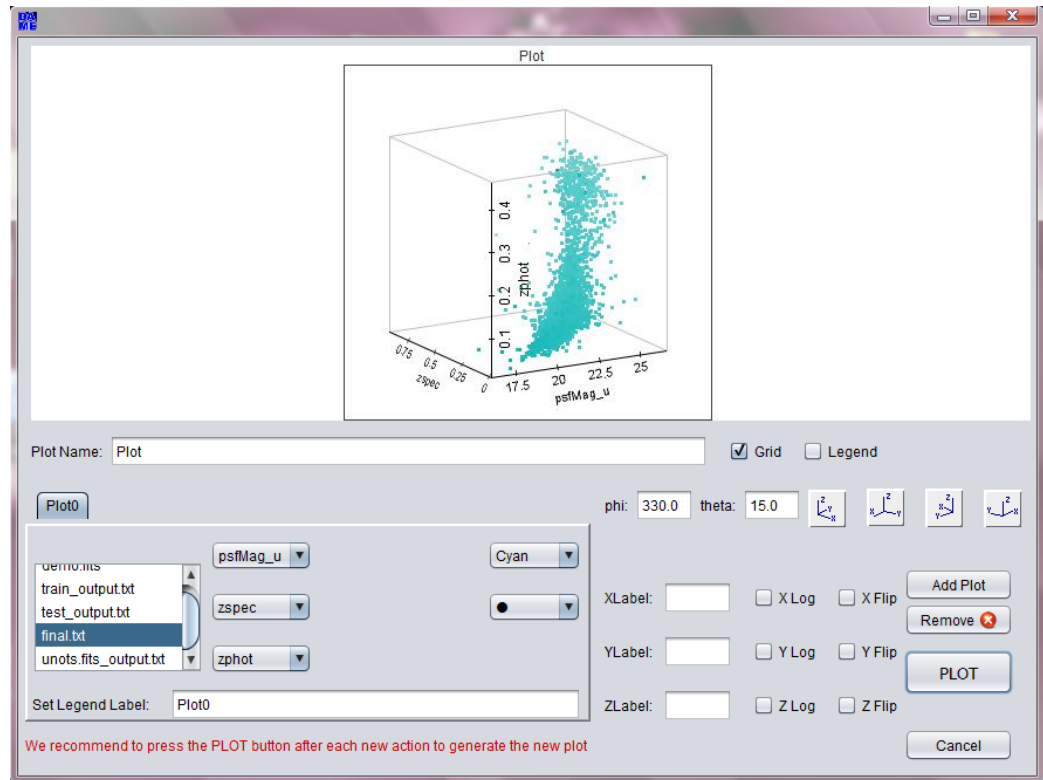 DA
ME
Plot
0.4
0.3
0.2
0.1
zphot
0.75
0.5
0.25
0
zspec
17.5
20
22.5
25
psfMag_u
Plot Name: Plot
Grid Legend
Plot0
phi: 330.0 theta: 15.0
z y x
z x y
z x y
z y x
demo.fits
train_output.txt
test_output.txt
final.txt
unots.fits_output.txt
psfMag_u
zspec
zphot
Cyan
Set Legend Label: Plot0
XLabel: X Log X Flip
YLabel: Y Log Y Flip
ZLabel: Z Log Z Flip
Add Plot
Remove
PLOT
We recommend to press the PLOT button after each new action to generate the new plot
Cancel